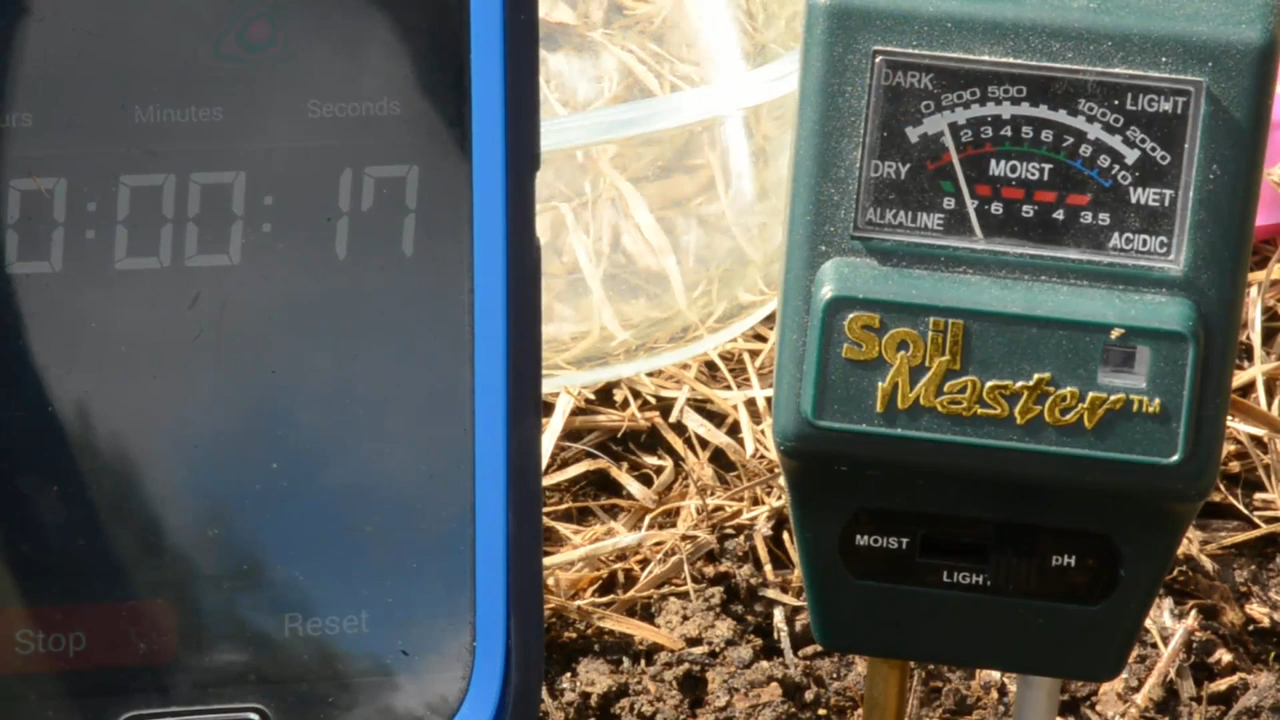 urs Minutes Seconds
0:00:17
Stop Reset
DARK LIGHT
0 200 500 1000 2000
1 2 3 4 5 6 7 8 9 10
DRY MOIST WET
8 7 6 5 4 3.5
ALKALINE ACIDIC
Soil
Master™
MOIST pH
LIGHT